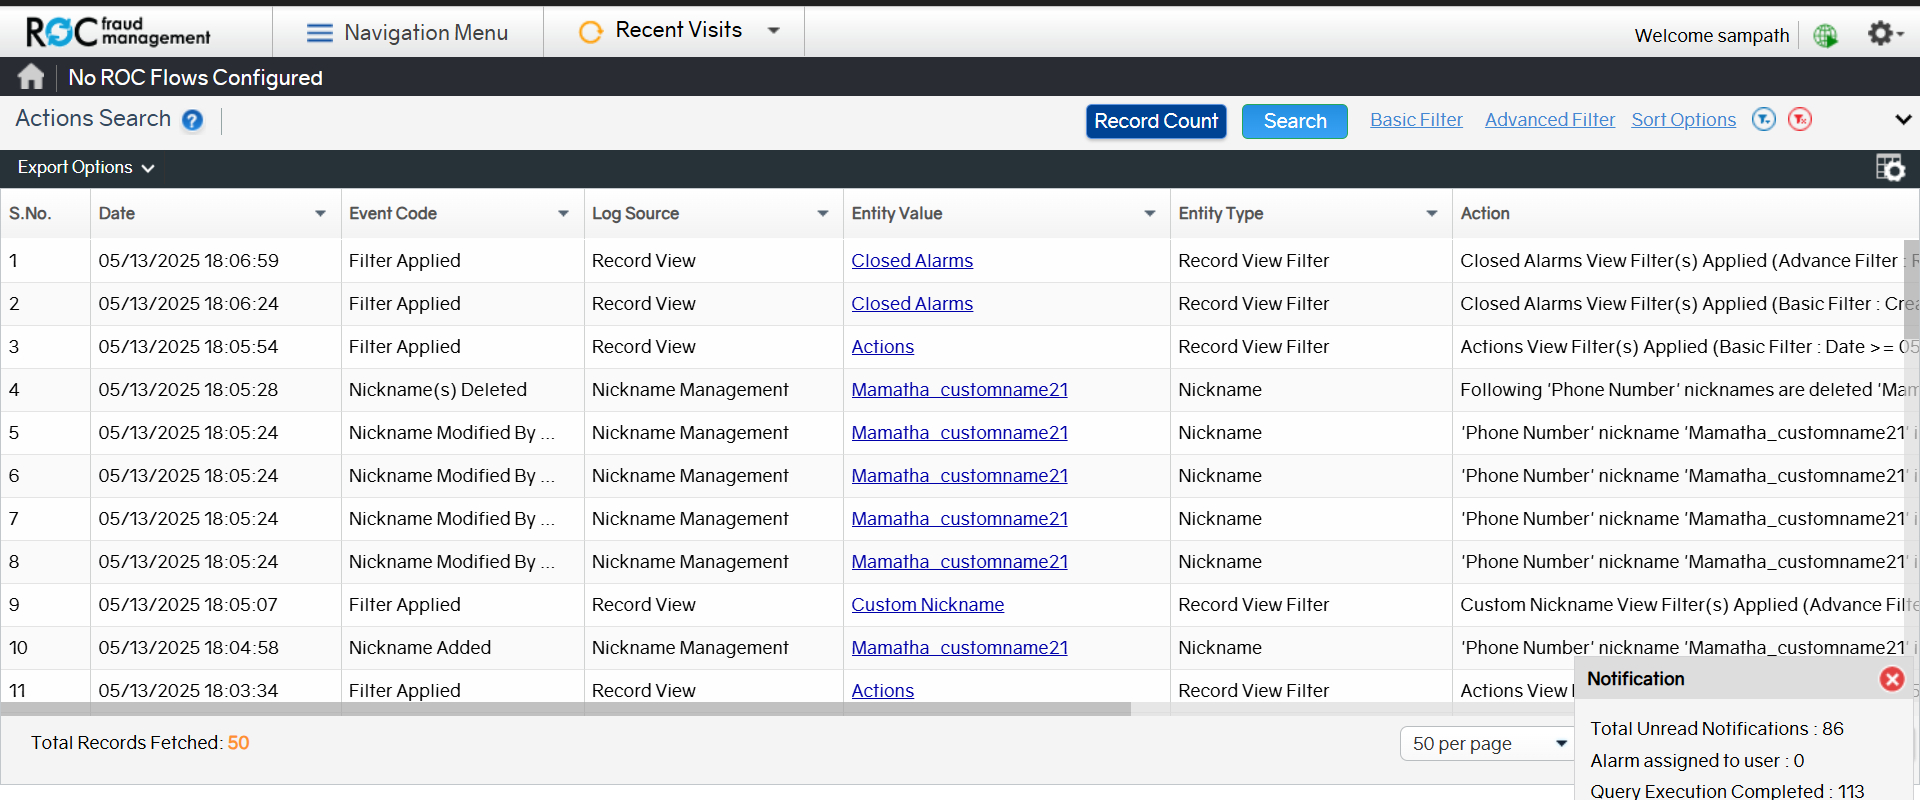 ROC fraud management
Navigation Menu
Recent Visits
Welcome sampath
No ROC Flows Configured
Actions Search ?
Record Count
Search
Basic Filter
Advanced Filter
Sort Options
Export Options
S.No. Date Event Code Log Source Entity Value Entity Type Action
1 05/13/2025 18:06:59 Filter Applied Record View Closed Alarms Record View Filter Closed Alarms View Filter(s) Applied (Advance Filter :
2 05/13/2025 18:06:24 Filter Applied Record View Closed Alarms Record View Filter Closed Alarms View Filter(s) Applied (Basic Filter : Crea
3 05/13/2025 18:05:54 Filter Applied Record View Actions Record View Filter Actions View Filter(s) Applied (Basic Filter : Date >= 05
4 05/13/2025 18:05:28 Nickname(s) Deleted Nickname Management Mamatha_customname21 Nickname Following 'Phone Number' nicknames are deleted 'Mam
5 05/13/2025 18:05:24 Nickname Modified By ... Nickname Management Mamatha_customname21 Nickname 'Phone Number' nickname 'Mamatha_customname21' i
6 05/13/2025 18:05:24 Nickname Modified By ... Nickname Management Mamatha_customname21 Nickname 'Phone Number' nickname 'Mamatha_customname21' i
7 05/13/2025 18:05:24 Nickname Modified By ... Nickname Management Mamatha_customname21 Nickname 'Phone Number' nickname 'Mamatha_customname21' i
8 05/13/2025 18:05:24 Nickname Modified By ... Nickname Management Mamatha_customname21 Nickname 'Phone Number' nickname 'Mamatha_customname21' i
9 05/13/2025 18:05:07 Filter Applied Record View Custom Nickname Record View Filter Custom Nickname View Filter(s) Applied (Advance Filte
10 05/13/2025 18:04:58 Nickname Added Nickname Management Mamatha_customname21 Nickname 'Phone Number' nickname 'Mamatha_customname21' i
11 05/13/2025 18:03:34 Filter Applied Record View Actions Record View Filter Actions View
Total Records Fetched: 50
50 per page
Notification
Total Unread Notifications : 86
Alarm assigned to user : 0
Query Execution Completed : 113